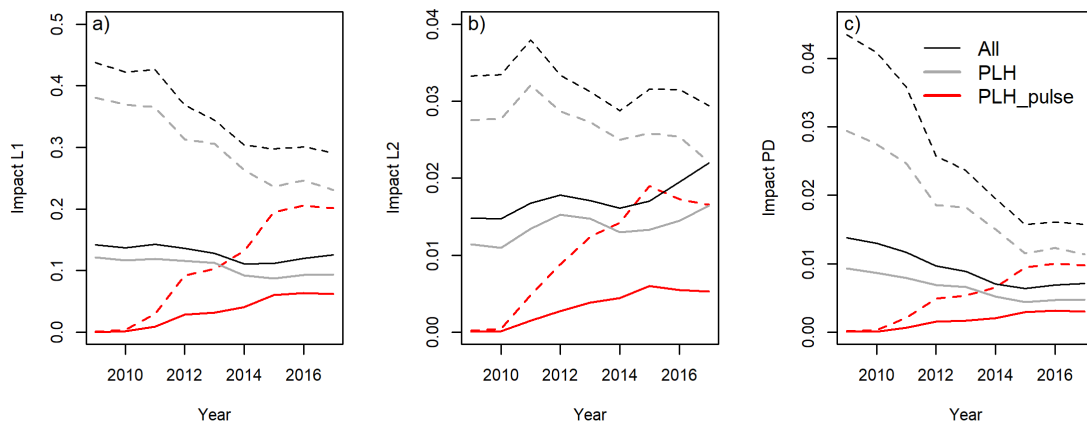 a)
Impact L1
0.5
0.4
0.3
0.2
0.1
0.0
2010 2012 2014 2016
Year
b)
Impact L2
0.04
0.03
0.02
0.01
0.00
2010 2012 2014 2016
Year
c)
All
PLH
PLH_pulse
Impact PD
0.04
0.03
0.02
0.01
0.00
2010 2012 2014 2016
Year